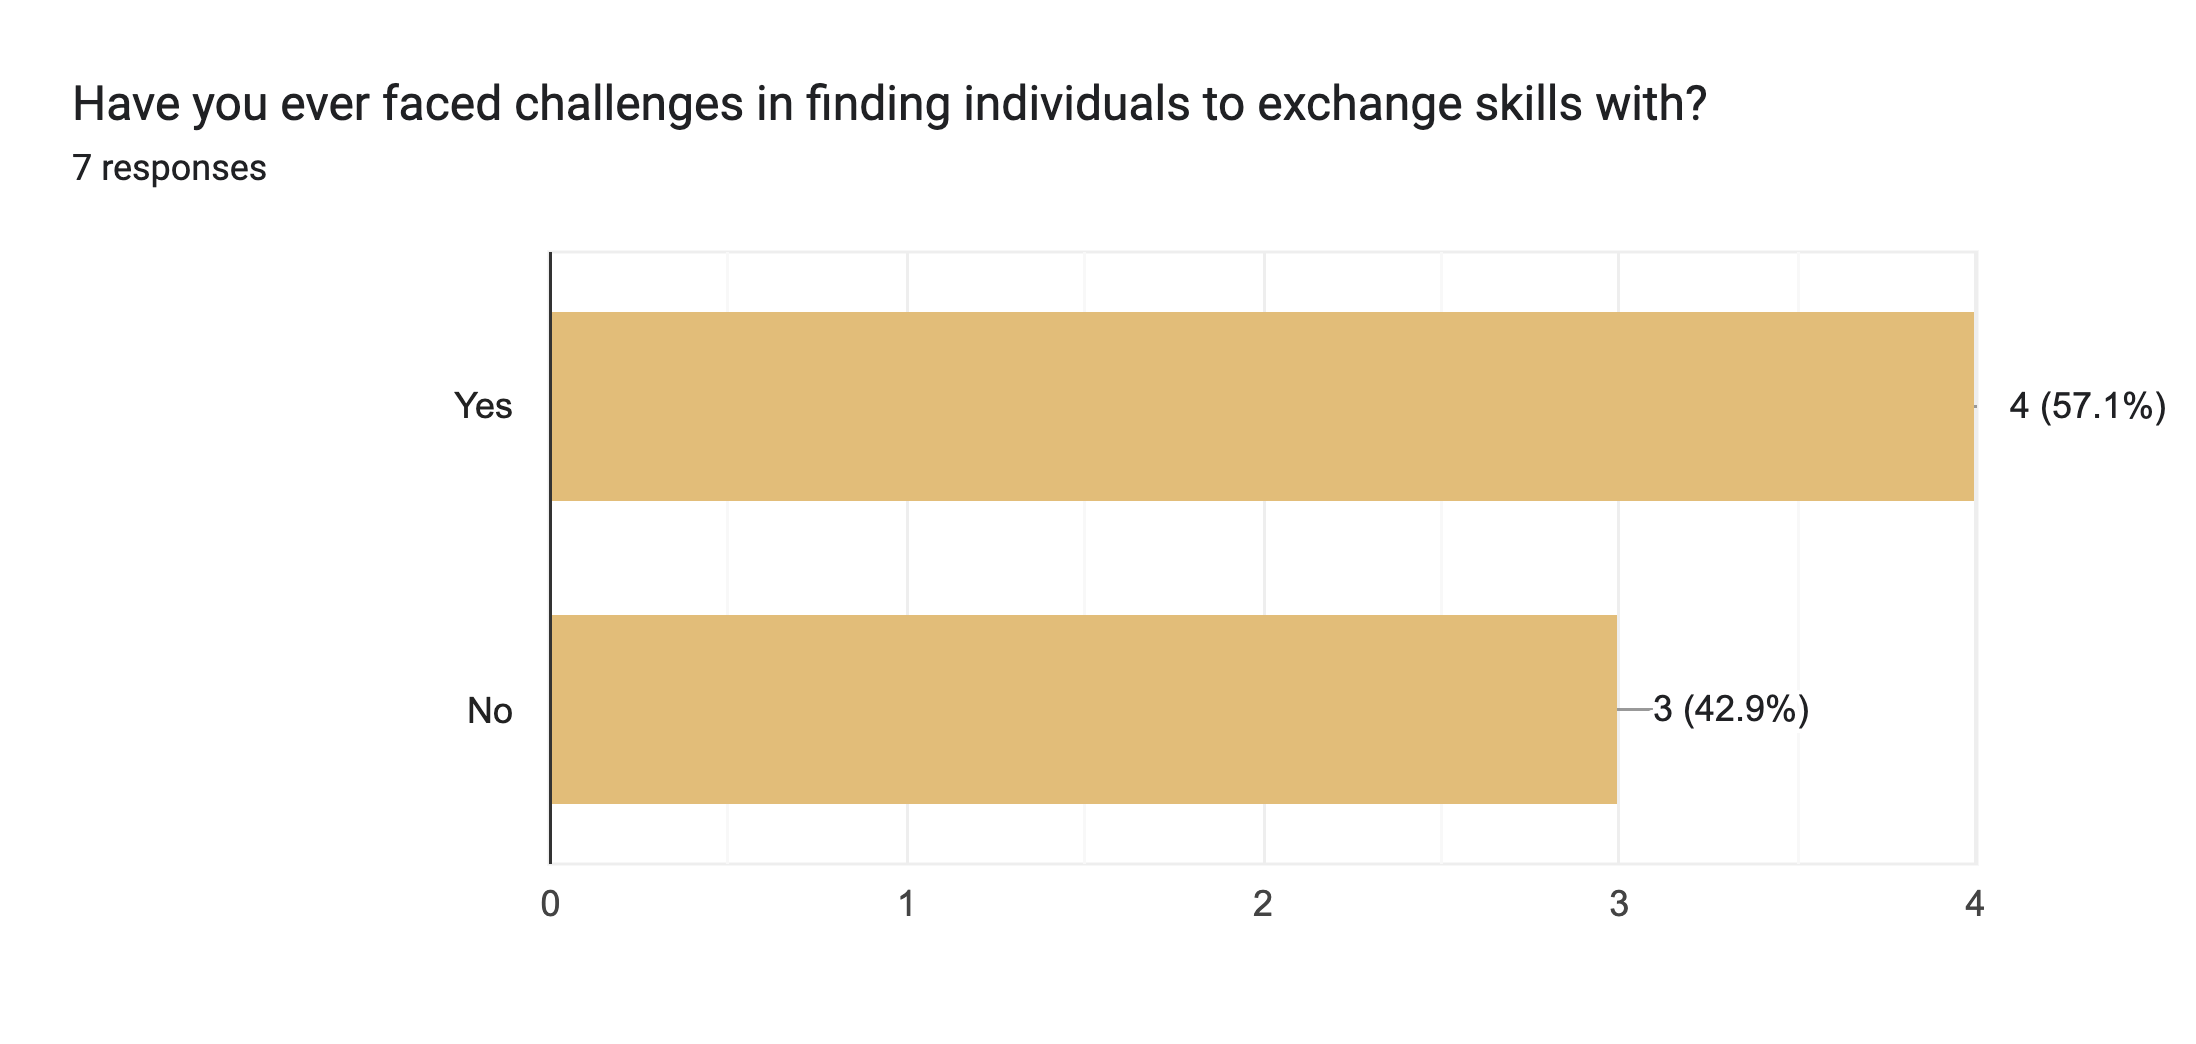 Have you ever faced challenges in finding individuals to exchange skills with?
7 responses
Yes
4 (57.1%)
No
3 (42.9%)
0 1 2 3 4